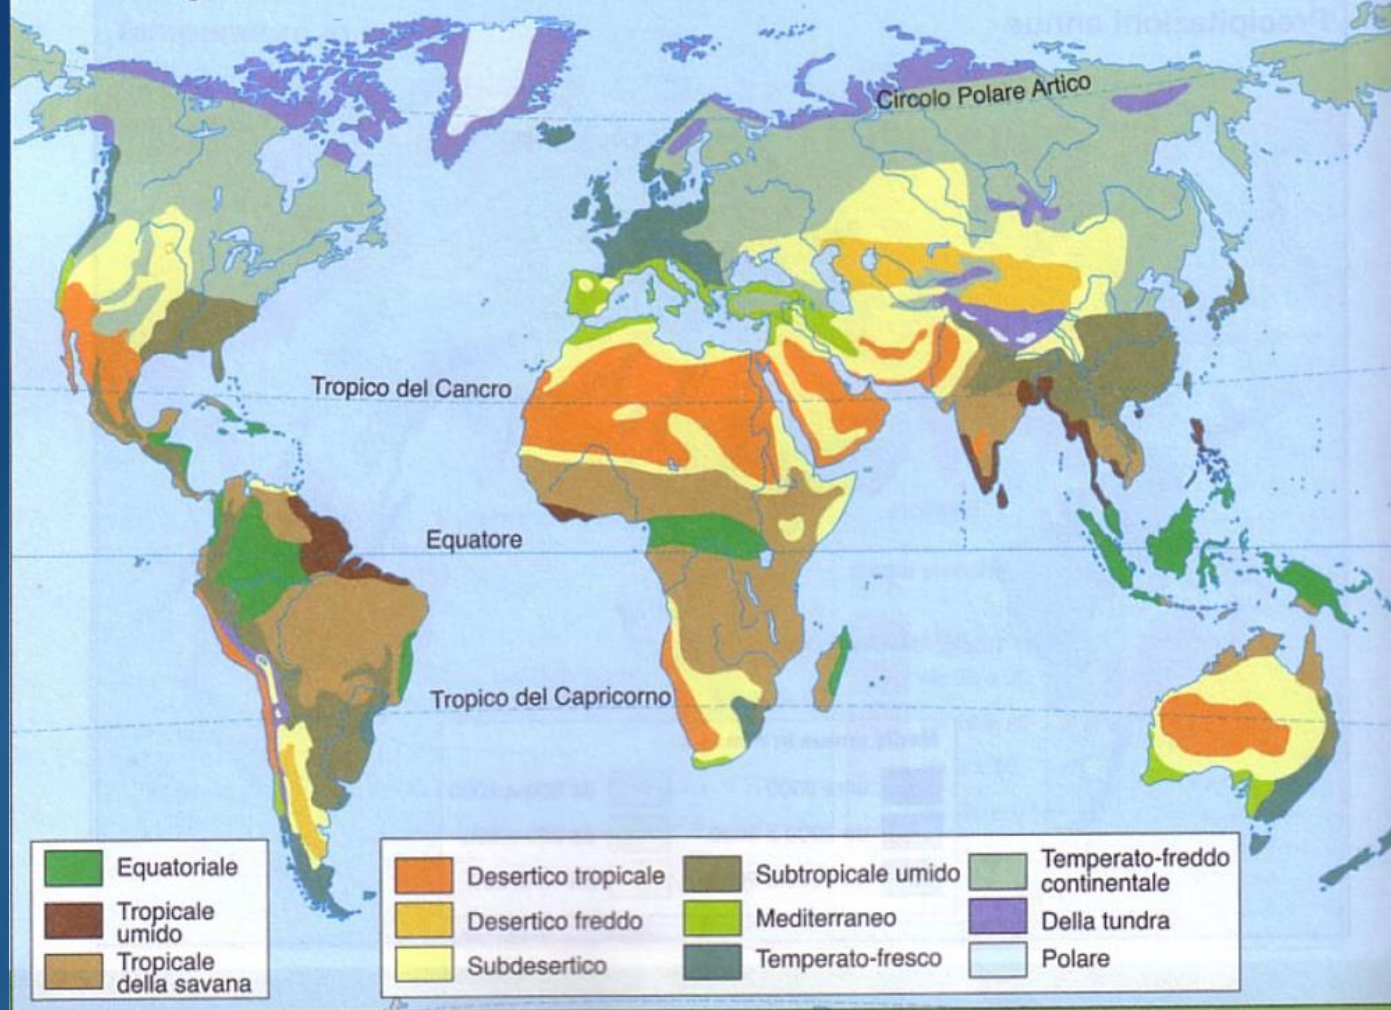 Circolo Polare Artico
Tropico del Cancro
Equatore
Tropico del Capricorno
Equatoriale
Tropicale
umido
Tropicale
della savana
Desertico tropicale
Desertico freddo
Subdesertico
Subtropicale umido
Mediterraneo
Temperato-fresco
Temperato-freddo
continentale
Della tundra
Polare